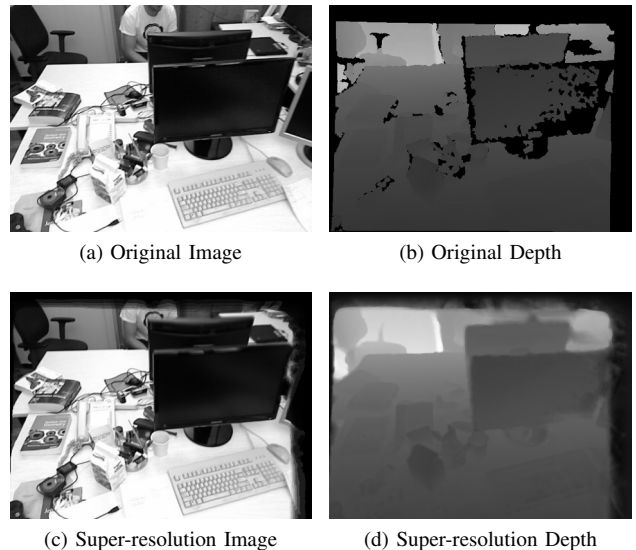 (a) Original Image
(b) Original Depth
(c) Super-resolution Image
(d) Super-resolution Depth